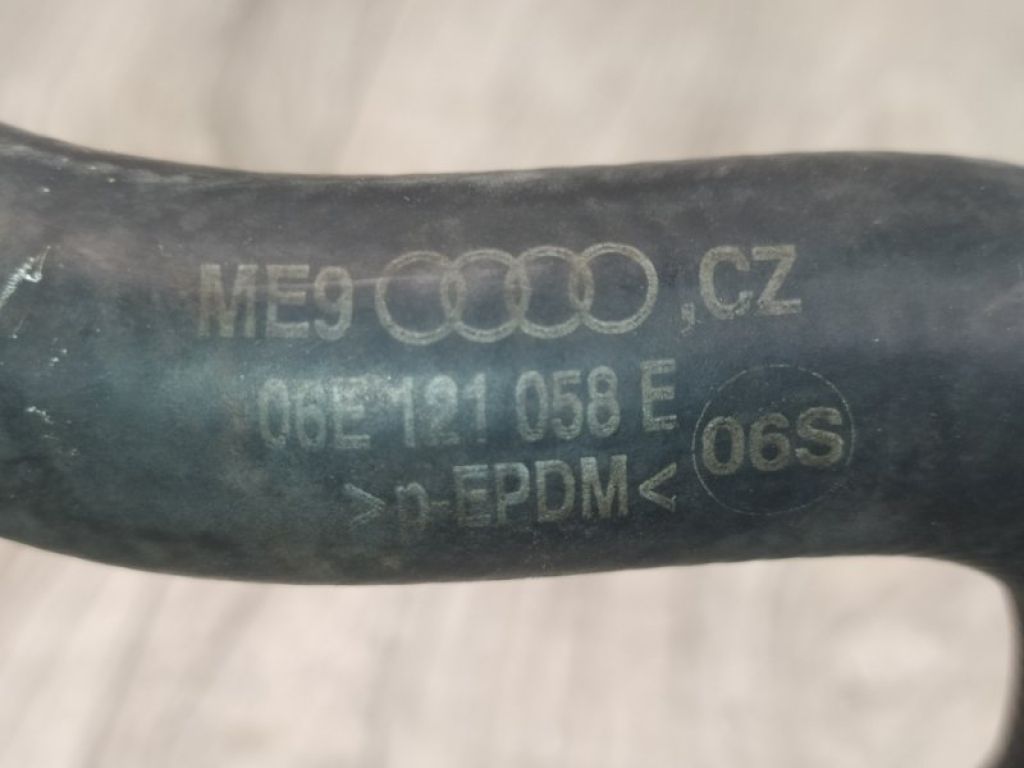 ME9 ,CZ
06E 121 058 E
>p-EPDM<
06S